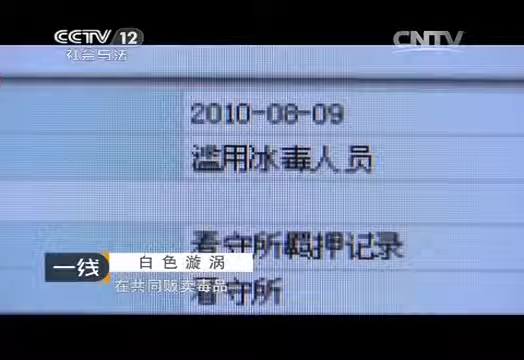 CCTV 12
社会与法
CNTV
2010-08-09
滥用冰毒人员
看守所羁押记录
一线
白色漩涡
看守所
在共同贩卖毒品